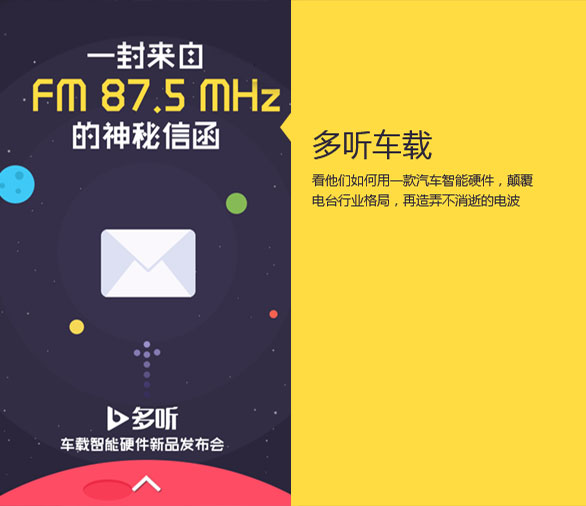 一封来自
FM 87.5 MHz
的神秘信函
多听
车载智能硬件新品发布会
多听车载
看他们如何用一款汽车智能硬件，颠覆
电台行业格局，再造弄不消逝的电波